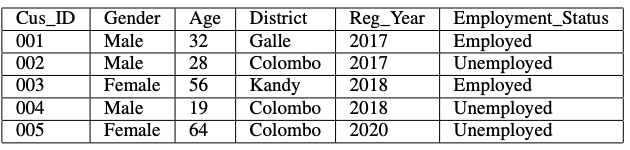 Cus_ID Gender Age District Reg_Year Employment_Status
001 Male 32 Galle 2017 Employed
002 Male 28 Colombo 2017 Unemployed
003 Female 56 Kandy 2018 Employed
004 Male 19 Colombo 2018 Unemployed
005 Female 64 Colombo 2020 Unemployed